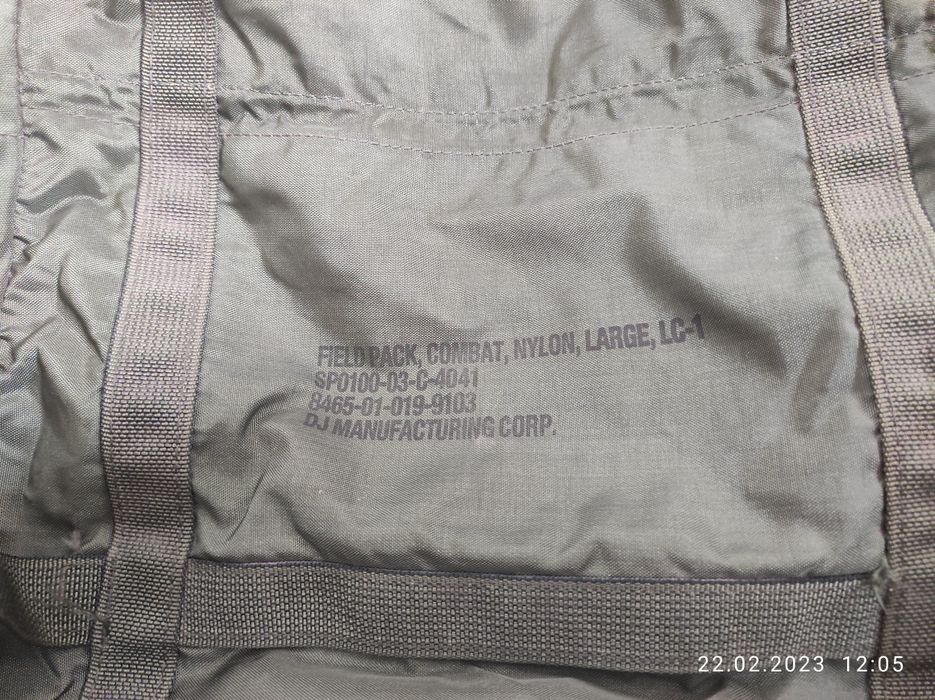 FIELD PACK, COMBAT, NYLON, LARGE, LC-1
SP0100-03-C-4041
8465-01-019-9103
DJ MANUFACTURING CORP.
22.02.2023 12:05